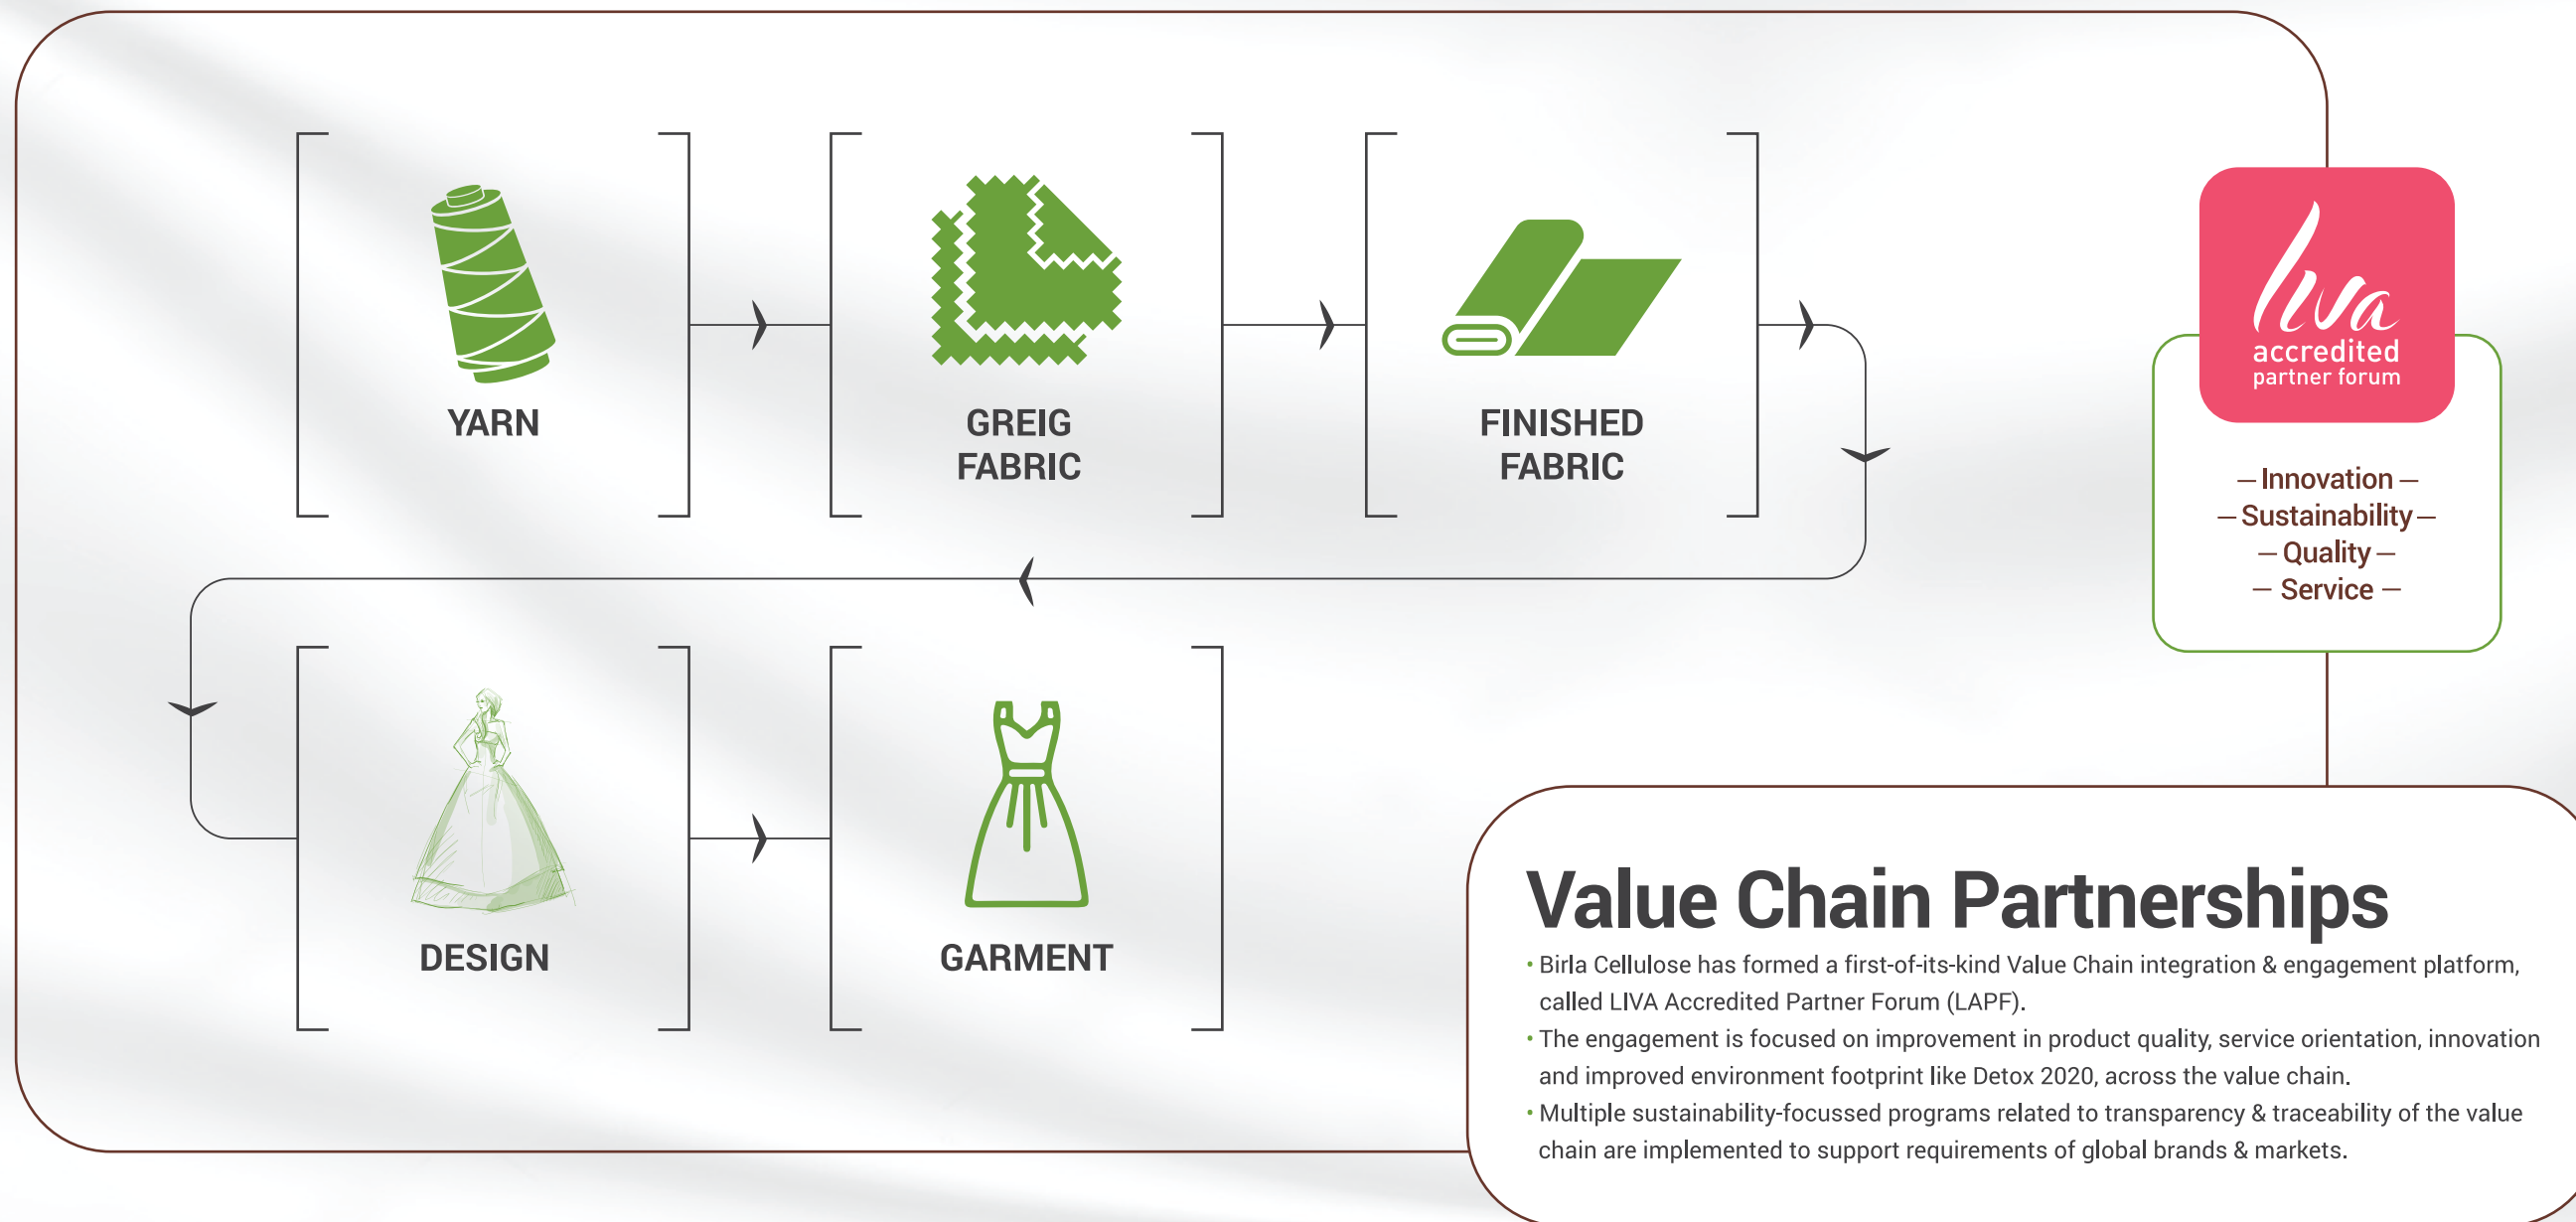 YARN
GREIG
FABRIC
FINISHED
FABRIC
liva
accredited
partner forum
— Innovation —
— Sustainability —
— Quality —
— Service —
DESIGN
GARMENT
Value Chain Partnerships
• Birla Cellulose has formed a first-of-its-kind Value Chain integration & engagement platform,
called LIVA Accredited Partner Forum (LAPF).
• The engagement is focused on improvement in product quality, service orientation, innovation
and improved environment footprint like Detox 2020, across the value chain.
• Multiple sustainability-focussed programs related to transparency & traceability of the value
chain are implemented to support requirements of global brands & markets.